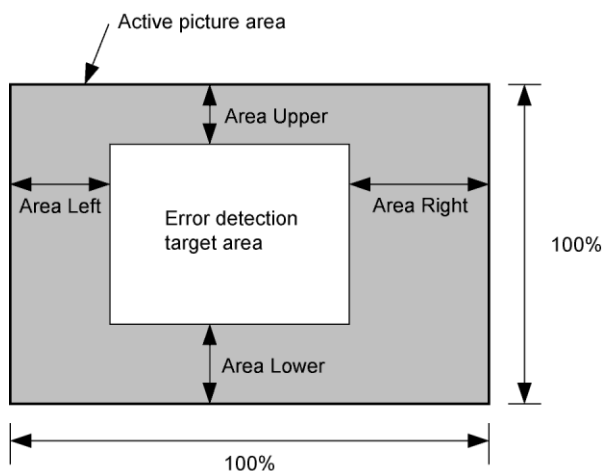 Active picture area
Area Upper
Area Left
Area Right
Error detection
target area
100%
Area Lower
100%